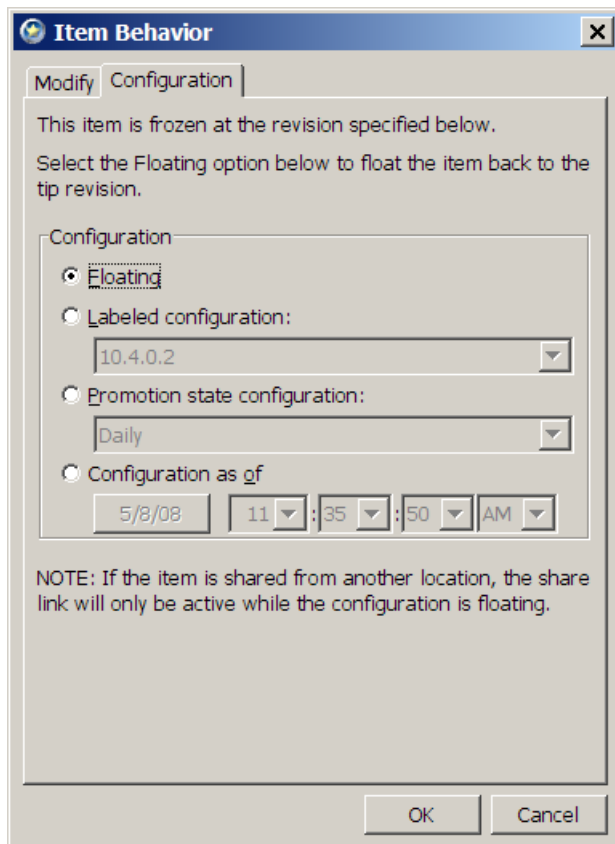 Item Behavior
Modify Configuration
This item is frozen at the revision specified below.
Select the Floating option below to float the item back to the
tip revision.
Configuration
Floating
Labeled configuration:
10.4.0.2
Promotion state configuration:
Daily
Configuration as of
5/8/08 11 : 35 : 50 AM
NOTE: If the item is shared from another location, the share
link will only be active while the configuration is floating.
OK Cancel